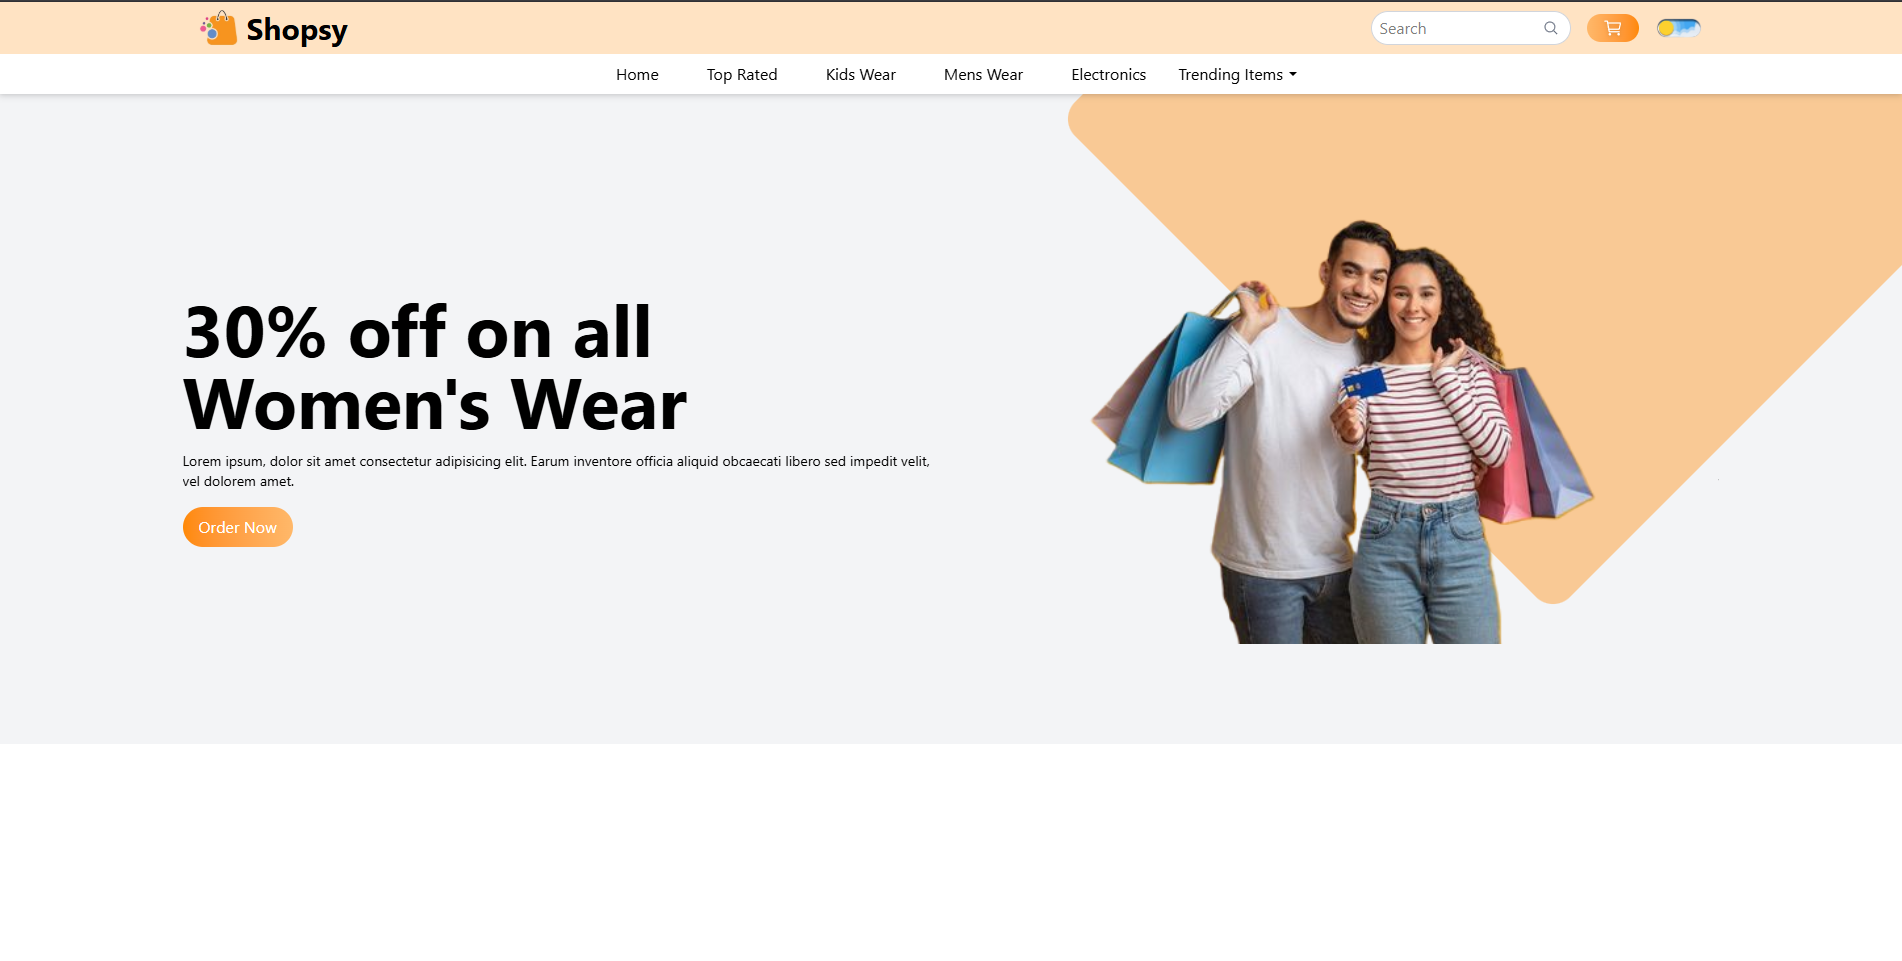 Shopsy
Search
Home
Top Rated
Kids Wear
Mens Wear
Electronics
Trending Items
30% off on all
Women's Wear
Lorem ipsum, dolor sit amet consectetur adipisicing elit. Earum inventore officia aliquid obcaecati libero sed impedit velit,
vel dolorem amet.
Order Now